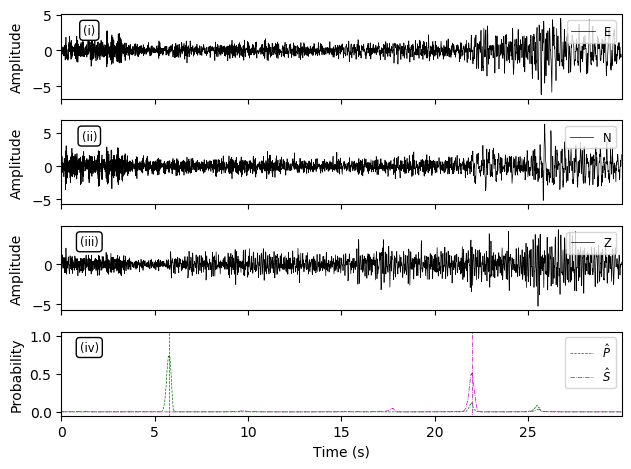 5
(i)
E
Amplitude
0
−5
5
(ii)
N
Amplitude
0
−5
(iii)
Z
Amplitude
0
−5
1.0
(iv)
P̂
Ŝ
Probability
0.5
0.0
0 5 10 15 20 25
Time (s)